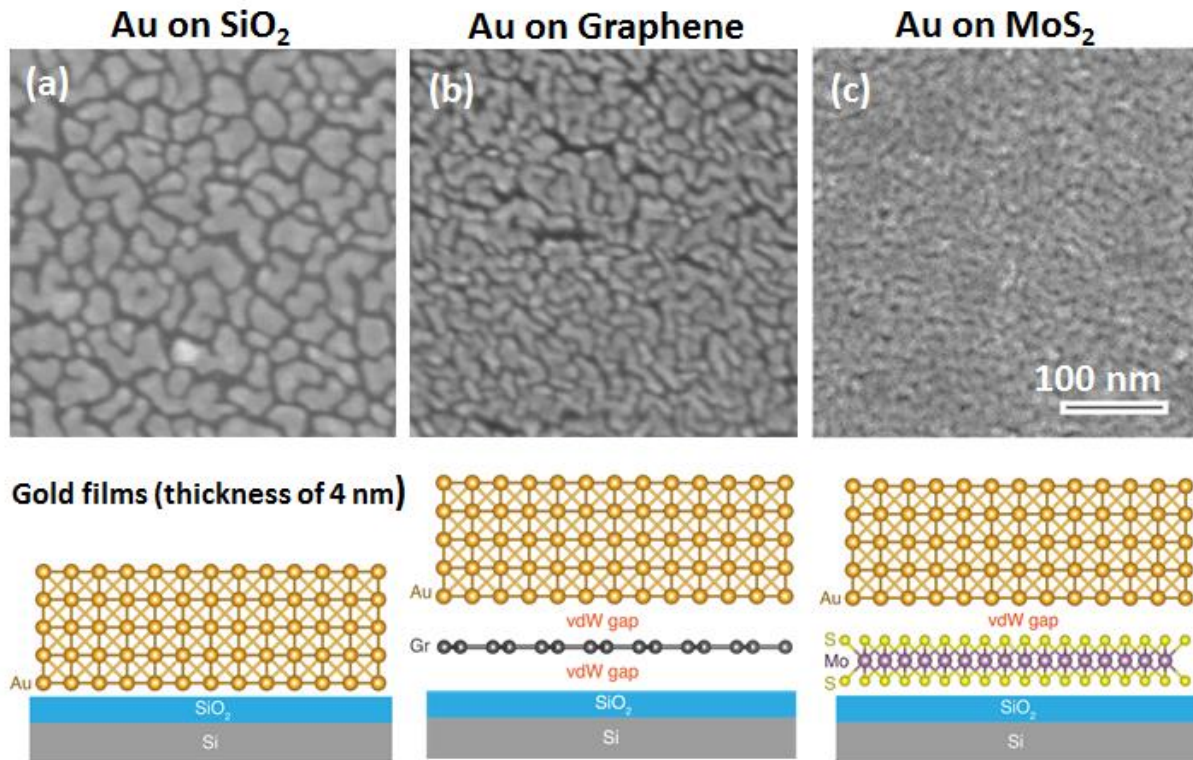 Au on SiO₂
Au on Graphene
Au on MoS₂
(a)
(b)
(c)
100 nm
Gold films (thickness of 4 nm)
Au
SiO₂
Si
Au
vdW gap
Gr
vdW gap
SiO₂
Si
Au
vdW gap
S
Mo
S
SiO₂
Si